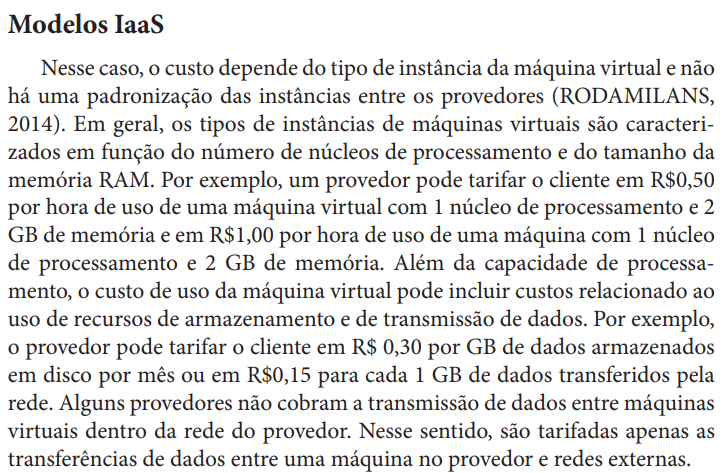 Modelos IaaS
Nesse caso, o custo depende do tipo de instância da máquina virtual e não
há uma padronização das instâncias entre os provedores (RODAMILANS,
2014). Em geral, os tipos de instâncias de máquinas virtuais são caracteri-
zados em função do número de núcleos de processamento e do tamanho da
memória RAM. Por exemplo, um provedor pode tarifar o cliente em R$0,50
por hora de uso de uma máquina virtual com 1 núcleo de processamento e 2
GB de memória e em R$1,00 por hora de uso de uma máquina com 1 núcleo
de processamento e 2 GB de memória. Além da capacidade de processa-
mento, o custo de uso da máquina virtual pode incluir custos relacionado ao
uso de recursos de armazenamento e de transmissão de dados. Por exemplo,
o provedor pode tarifar o cliente em R$ 0,30 por GB de dados armazenados
em disco por mês ou em R$0,15 para cada 1 GB de dados transferidos pela
rede. Alguns provedores não cobram a transmissão de dados entre máquinas
virtuais dentro da rede do provedor. Nesse sentido, são tarifadas apenas as
transferências de dados entre uma máquina no provedor e redes externas.